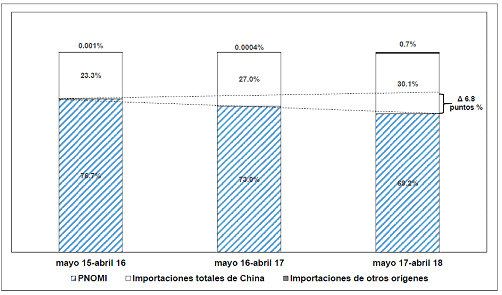 0.001%
0.0004%
0.7%
23.3%
27.0%
30.1%
Δ 6.8
puntos %
76.7%
73.0%
69.2%
mayo 15-abril 16
mayo 16-abril 17
mayo 17-abril 18
PNOMI
Importaciones totales de China
Importaciones de otros orígenes